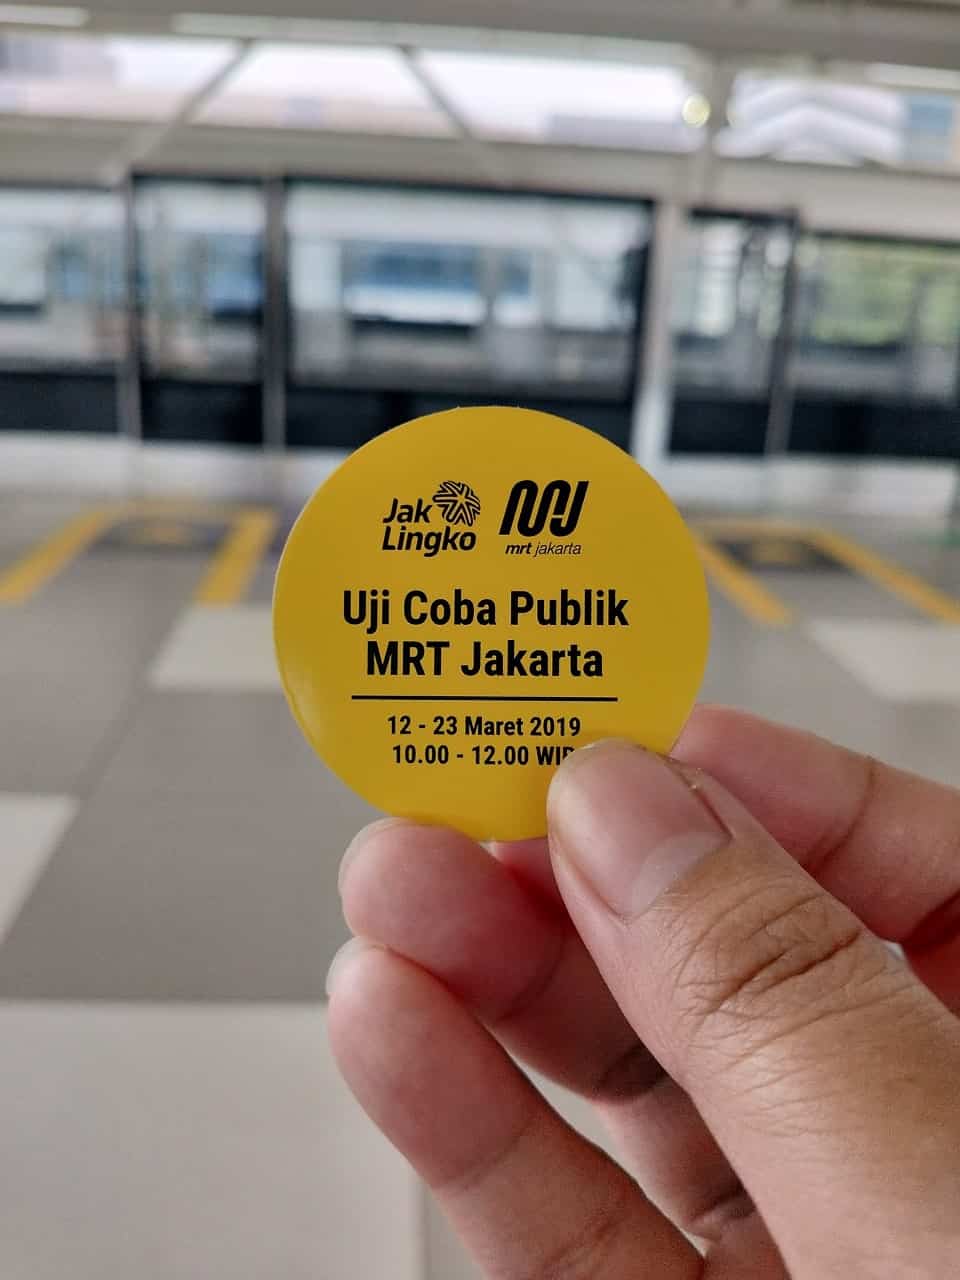 Jak
Lingko
mrt jakarta
Uji Coba Publik
MRT Jakarta
12 - 23 Maret 2019
10.00 - 12.00